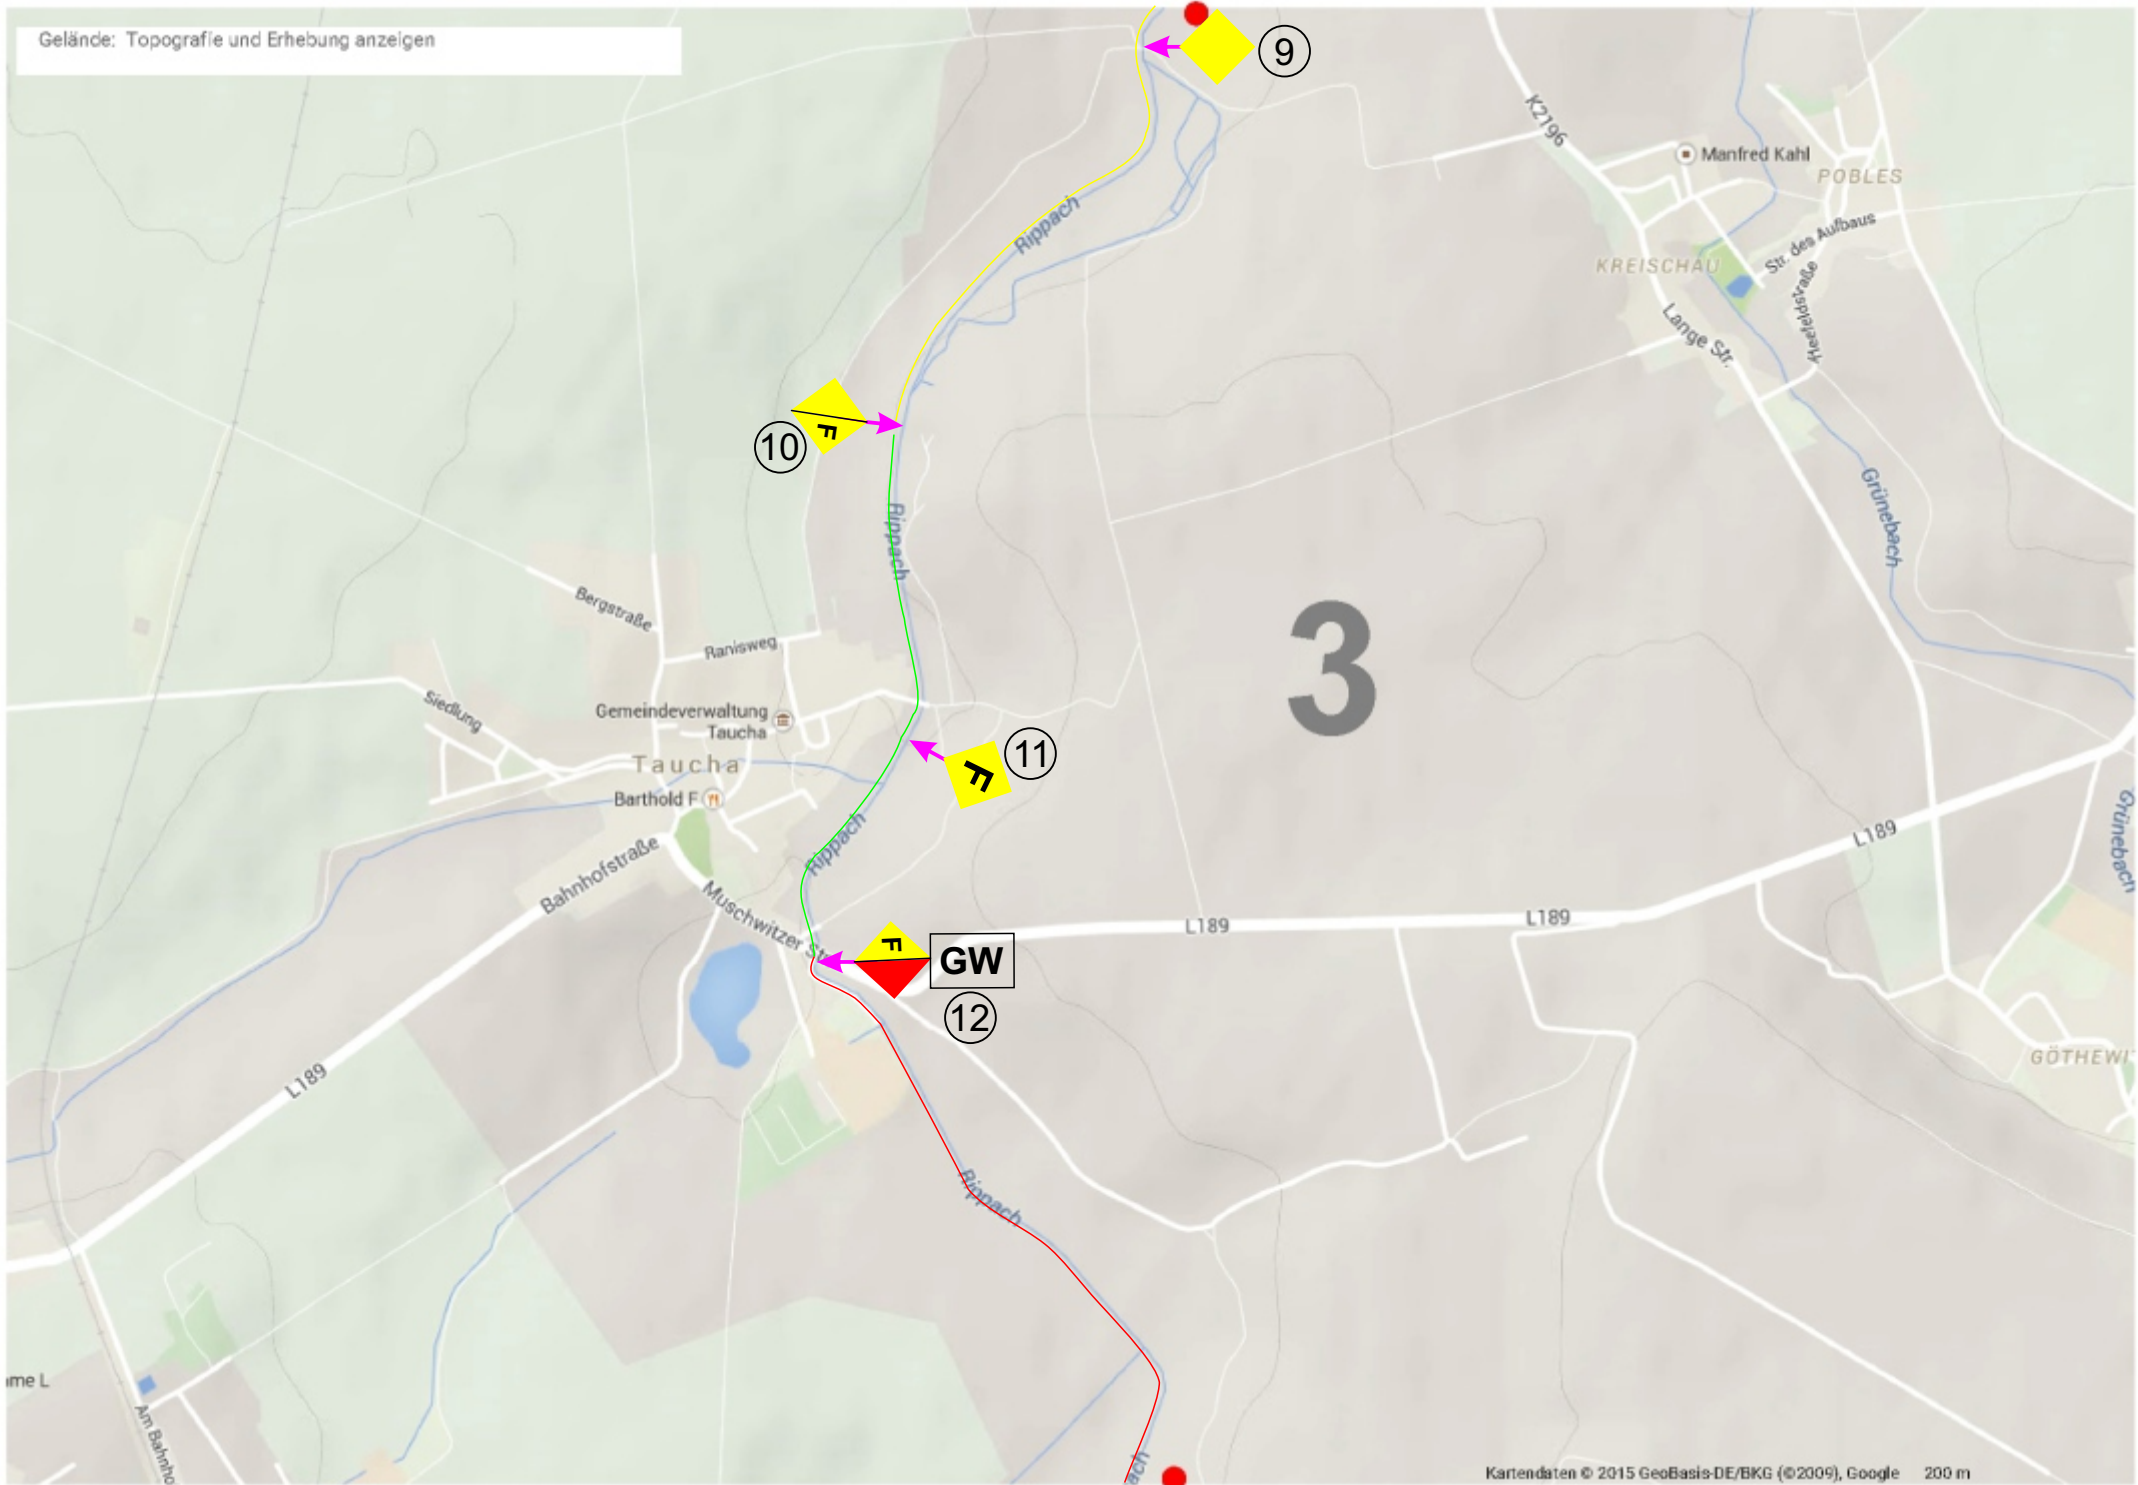 Gelände: Topografie und Erhebung anzeigen
9
K2196
Manfred Kahl
POBLES
Rippach
Str. des Aufbaus
KREISCHAU
Lange Str.
10
F
Grünebach
Rippach
Bergstraße
Ranisweg
3
Siedlung
Gemeindeverwaltung
Taucha
11
F
Taucha
Barthold F
Rippach
L189
Grünebach
Bahnhofstraße
Muschwitzer Str.
L189
L189
F
GW
12
GÖTHEWI
L189
Rippach
me L
Am Bahnho
ach
Kartendaten © 2015 GeoBasis-DE/BKG (©2009), Google 200 m